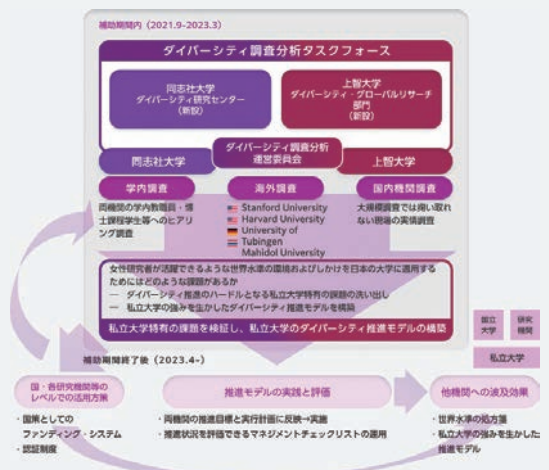 補助期間内（2021.9-2023.3）
ダイバーシティ調査分析タスクフォース
同志社大学
ダイバーシティ研究センター
（新設）
上智大学
ダイバーシティ・グローバルリサーチ
部門
（新設）
ダイバーシティ調査分析
運営委員会
同志社大学
上智大学
学内調査
両機関の学内教職員・博
士課程学生等へのヒアリ
ング調査
海外調査
Stanford University
Harvard University
University of
Tubingen
Mahidol University
国内機関調査
大規模調査では掬い取れ
ない現場の実情調査
女性研究者が活躍できるような世界水準の環境およびしかけを日本の大学に適用する
ためにはどのような課題があるか
— ダイバーシティ推進のハードルとなる私立大学特有の課題の洗い出し
— 私立大学の強みを生かしたダイバーシティ推進モデルを構築
私立大学特有の課題を検証し、私立大学のダイバーシティ推進モデルの構築
国立
大学
研究
機関
私立大学
補助期間終了後（2023.4-）
国・各研究機関等の
レベルでの活用方策
・国策としての
ファンディング・システム
・認証制度
推進モデルの実践と評価
・両機関の推進目標と実行計画に反映→実施
・推進状況を評価できるマネジメントチェックリストの運用
他機関への波及効果
・世界水準の処方箋
・私立大学の強みを生かした
推進モデル